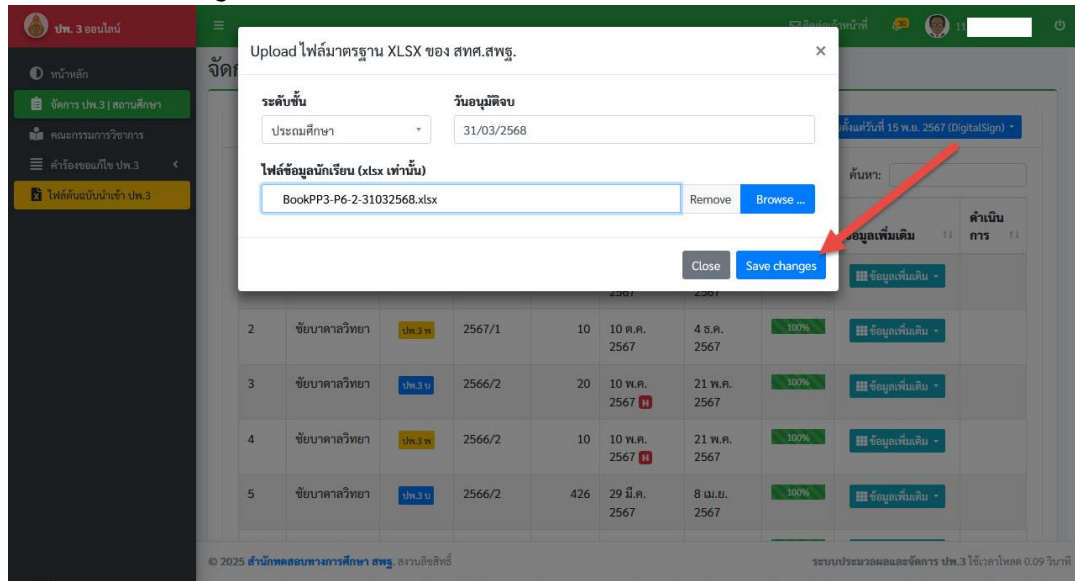 ปพ. 3 ออนไลน์
30
11
หน้าหลัก
จัดการ ปพ.3 | สถานศึกษา
คณะกรรมการวิชาการ
คำร้องขอแก้ไข ปพ.3
ไฟล์ต้นฉบับนำเข้า ปพ.3
Upload ไฟล์มาตรฐาน XLSX ของ สทศ.สพฐ.
×
ระดับชั้น วันอนุมัติจบ
ประถมศึกษา 31/03/2568
ไฟล์ข้อมูลนักเรียน (xlsx เท่านั้น)
BookPP3-P6-2-31032568.xlsx Remove Browse ...
Close Save changes
ตั้งแต่วันที่ 15 พ.ย. 2567 (DigitalSign)
ค้นหา:
ข้อมูลเพิ่มเติม ดำเนินการ
2567 2567 ข้อมูลเพิ่มเติม
2 ชัยบาดาลวิทยา ปพ.3 พ 2567/1 10 10 ต.ค. 2567 4 ธ.ค. 2567 100% ข้อมูลเพิ่มเติม
3 ชัยบาดาลวิทยา ปพ.3 บ 2566/2 20 10 พ.ค. 2567 H 21 พ.ค. 2567 100% ข้อมูลเพิ่มเติม
4 ชัยบาดาลวิทยา ปพ.3 พ 2566/2 10 10 พ.ค. 2567 H 21 พ.ค. 2567 100% ข้อมูลเพิ่มเติม
5 ชัยบาดาลวิทยา ปพ.3 บ 2566/2 426 29 มี.ค. 2567 8 เม.ย. 2567 100% ข้อมูลเพิ่มเติม
© 2025 สำนักทดสอบทางการศึกษา สพฐ. สงวนลิขสิทธิ์
ระบบประมวลผลและจัดการ ปพ.3 ใช้เวลาโหลด 0.09 วินาที